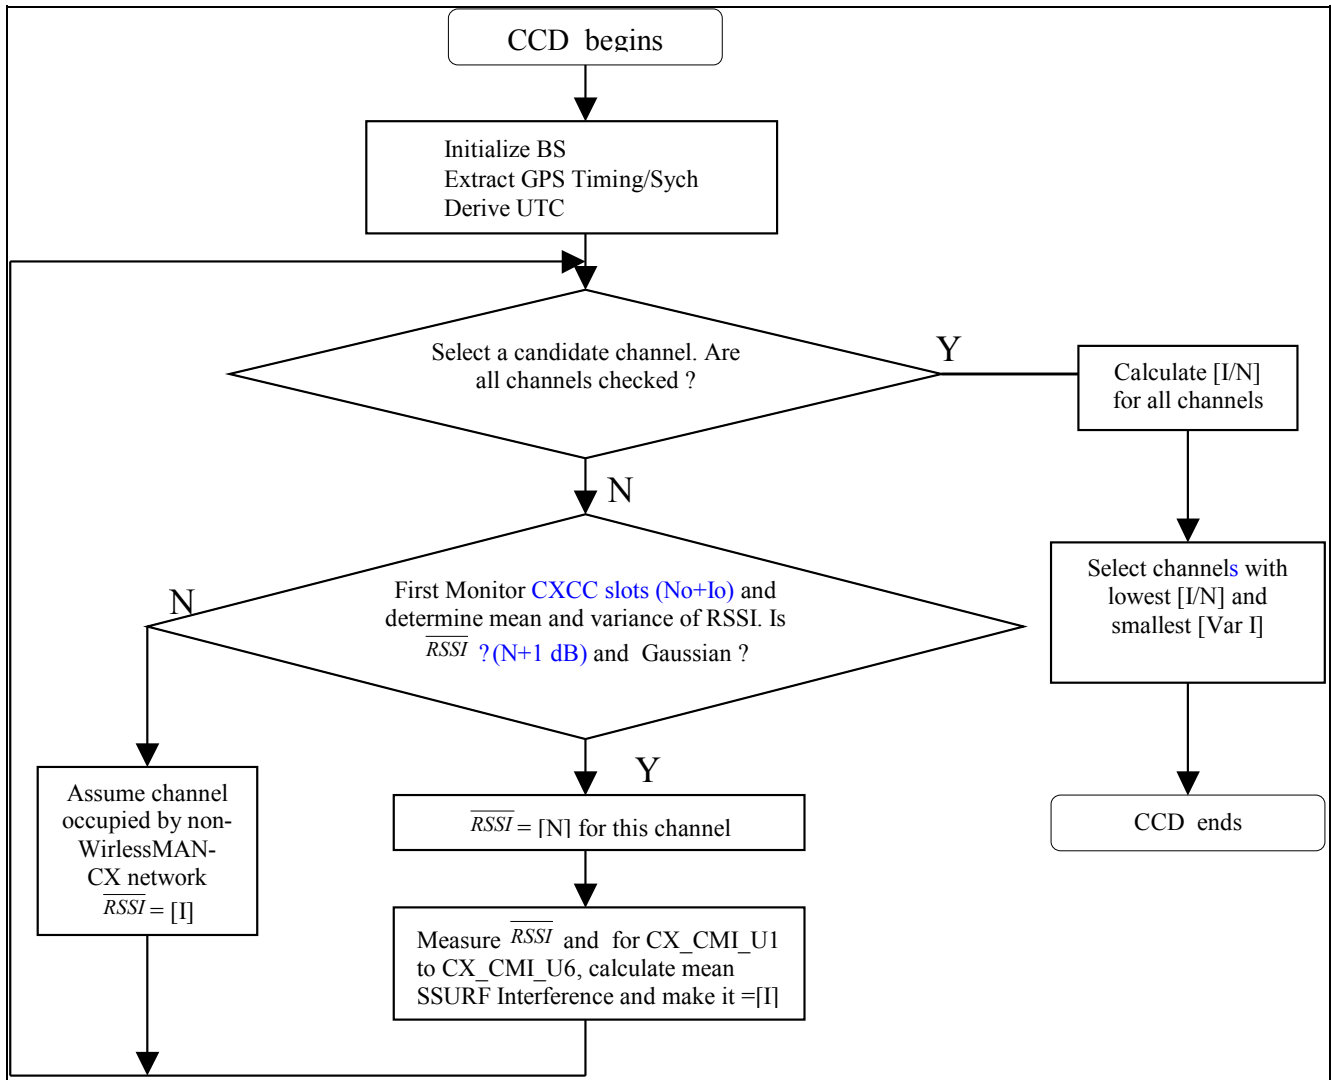 CCD begins
Initialize BS
Extract GPS Timing/Sych
Derive UTC
Select a candidate channel. Are
all channels checked ?
Y
Calculate [I/N]
for all channels
N
First Monitor CXCC slots (No+Io) and
determine mean and variance of RSSI. Is
RSSI ?(N+1 dB) and Gaussian ?
N
Select channels with
lowest [I/N] and
smallest [Var I]
Y
Assume channel
occupied by non-
WirlessMAN-
CX network
RSSI = [I]
RSSI = [N] for this channel
CCD ends
Measure RSSI and for CX_CMI_U1
to CX_CMI_U6, calculate mean
SSURF Interference and make it =[I]